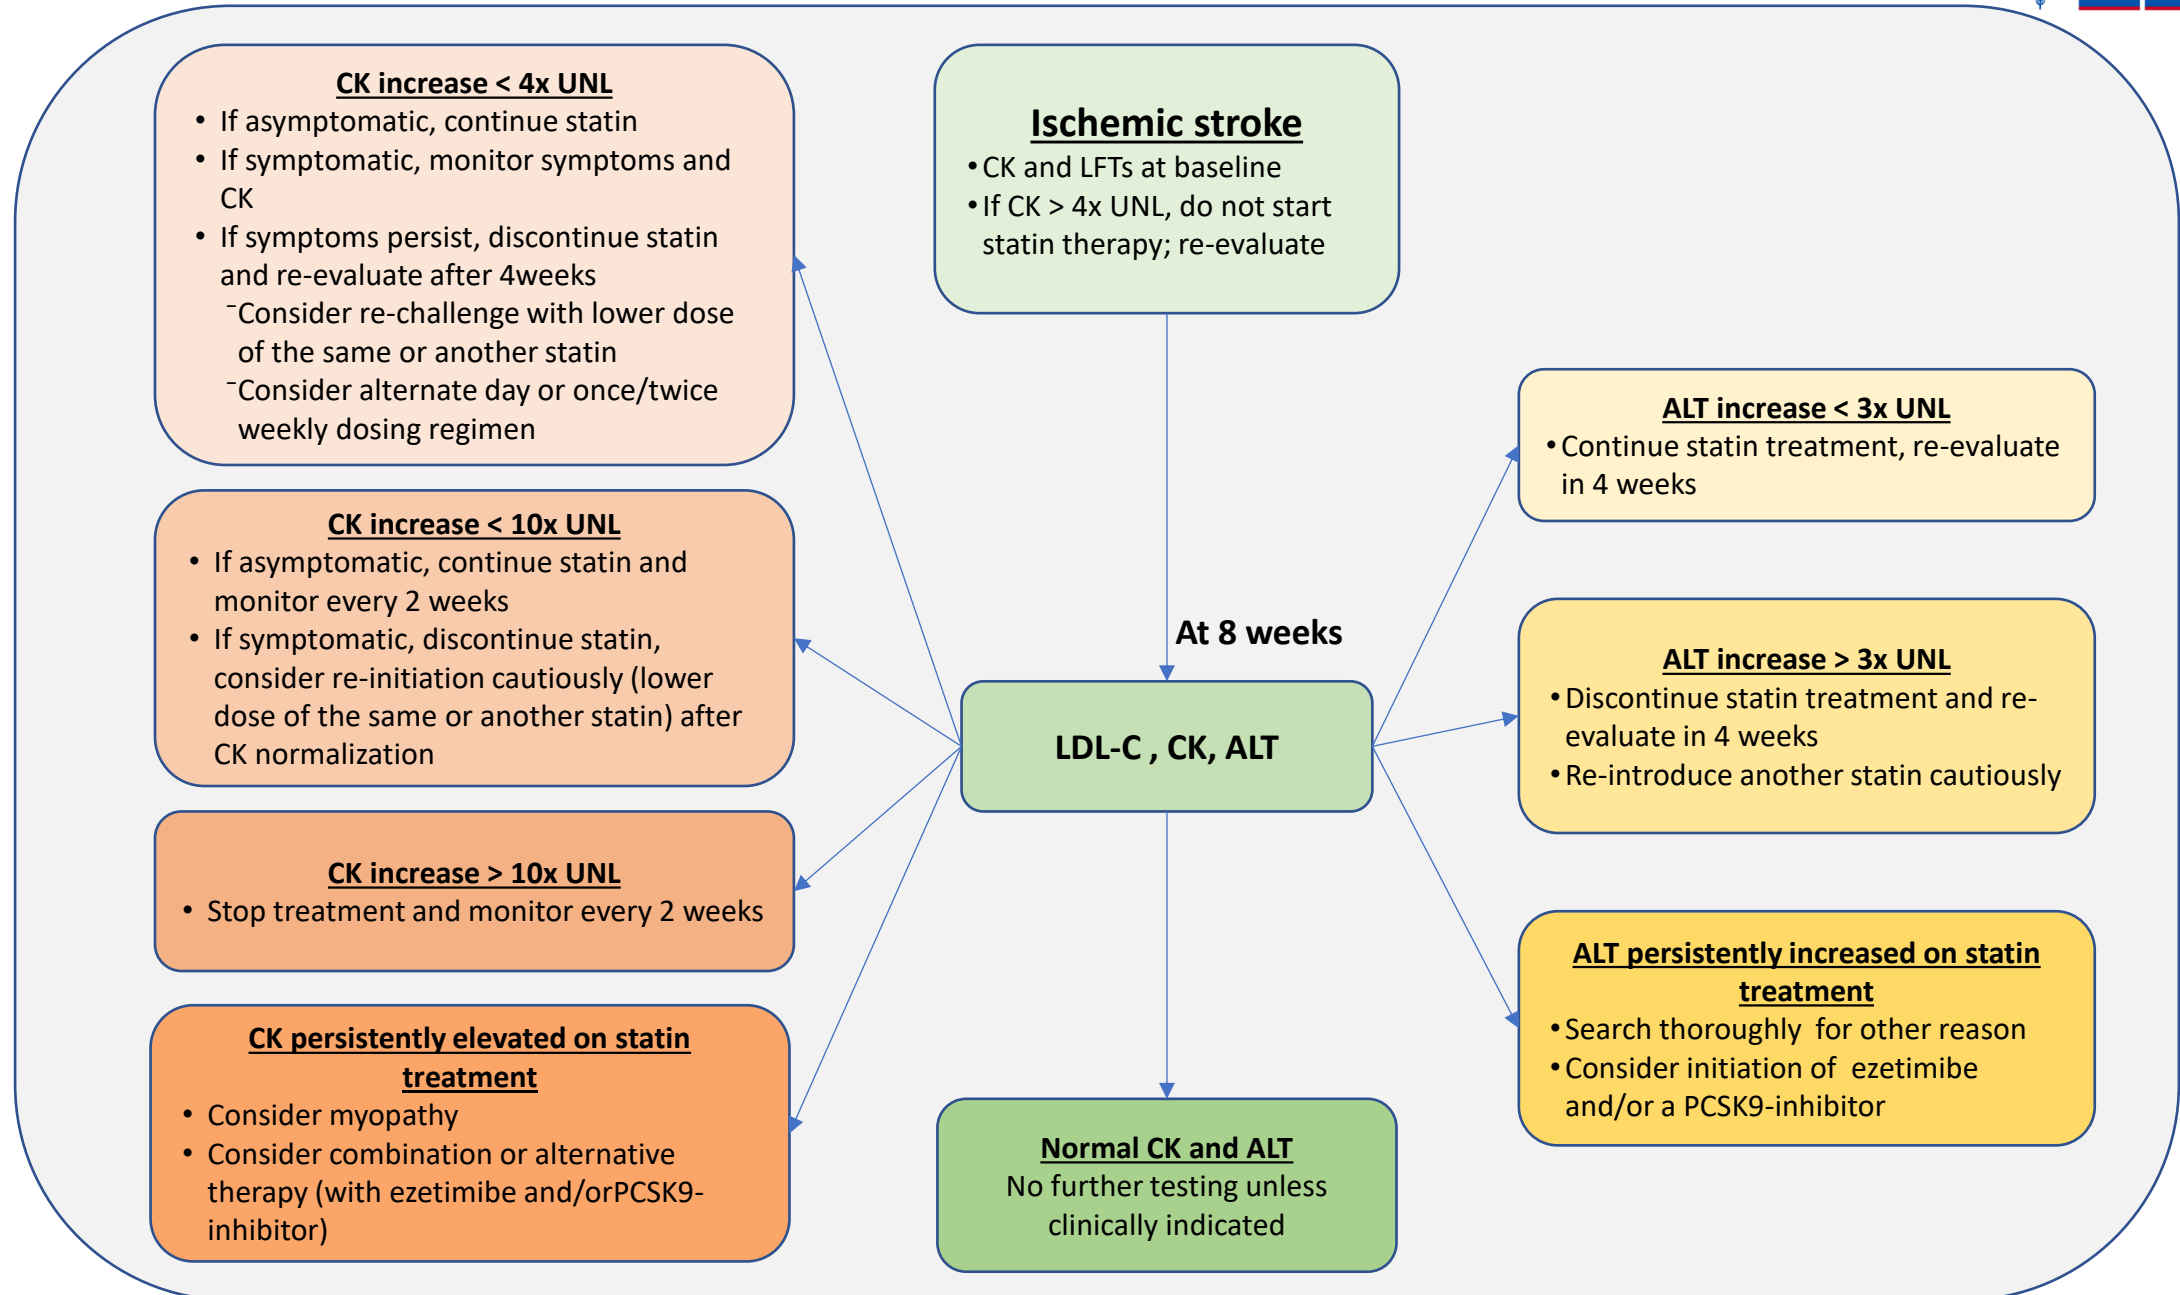 CK increase < 4x UNL
• If asymptomatic, continue statin
• If symptomatic, monitor symptoms and
CK
• If symptoms persist, discontinue statin
and re-evaluate after 4weeks
⁻Consider re-challenge with lower dose
of the same or another statin
⁻Consider alternate day or once/twice
weekly dosing regimen
CK increase < 10x UNL
• If asymptomatic, continue statin and
monitor every 2 weeks
• If symptomatic, discontinue statin,
consider re-initiation cautiously (lower
dose of the same or another statin) after
CK normalization
CK increase > 10x UNL
• Stop treatment and monitor every 2 weeks
CK persistently elevated on statin
treatment
• Consider myopathy
• Consider combination or alternative
therapy (with ezetimibe and/orPCSK9-
inhibitor)
Ischemic stroke
• CK and LFTs at baseline
• If CK > 4x UNL, do not start
statin therapy; re-evaluate
At 8 weeks
LDL-C , CK, ALT
Normal CK and ALT
No further testing unless
clinically indicated
ALT increase < 3x UNL
• Continue statin treatment, re-evaluate
in 4 weeks
ALT increase > 3x UNL
• Discontinue statin treatment and re-
evaluate in 4 weeks
• Re-introduce another statin cautiously
ALT persistently increased on statin
treatment
• Search thoroughly for other reason
• Consider initiation of ezetimibe
and/or a PCSK9-inhibitor